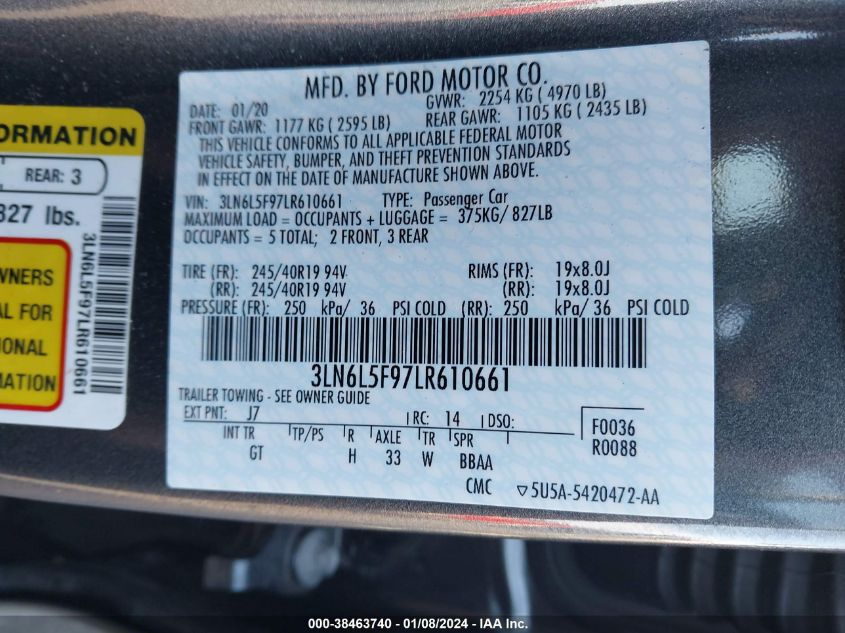 MFD. BY FORD MOTOR CO.
DATE: 01/20 GVWR: 2254 KG ( 4970 LB)
FRONT GAWR: 1177 KG ( 2595 LB) REAR GAWR: 1105 KG ( 2435 LB)
THIS VEHICLE CONFORMS TO ALL APPLICABLE FEDERAL MOTOR
VEHICLE SAFETY, BUMPER, AND THEFT PREVENTION STANDARDS
IN EFFECT ON THE DATE OF MANUFACTURE SHOWN ABOVE.
VIN: 3LN6L5F97LR610661 TYPE: Passenger Car
MAXIMUM LOAD = OCCUPANTS + LUGGAGE = 375KG/ 827LB
OCCUPANTS = 5 TOTAL; 2 FRONT, 3 REAR
TIRE (FR): 245/40R19 94V RIMS (FR): 19x8.0J
(RR): 245/40R19 94V (RR): 19x8.0J
PRESSURE (FR): 250 kPa/ 36 PSI COLD (RR): 250 kPa/ 36 PSI COLD
3LN6L5F97LR610661
TRAILER TOWING - SEE OWNER GUIDE
EXT PNT: J7 RC: 14 DSO: F0036
INT TR TP/PS R AXLE TR SPR R0088
GT H 33 W BBAA
CMC ▽5U5A-5420472-AA
ORMATION
REAR: 3
827 lbs.
3LN6L5F97LR610661
WNERS
AL FOR
IONAL
MATION
000-38463740 - 01/08/2024 - IAA Inc.